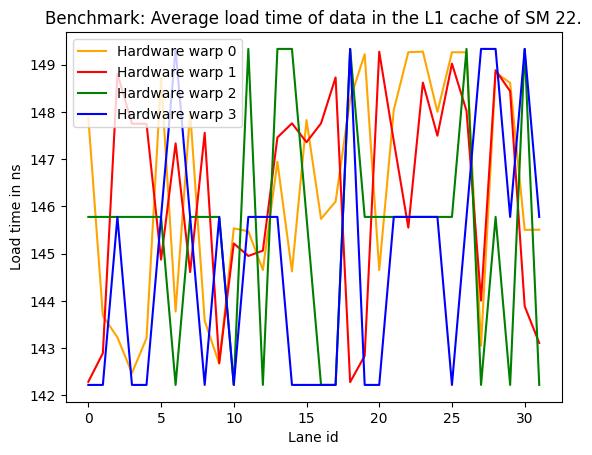 Benchmark: Average load time of data in the L1 cache of SM 22.
Hardware warp 0
Hardware warp 1
Hardware warp 2
Hardware warp 3
Load time in ns
149
148
147
146
145
144
143
142
0 5 10 15 20 25 30
Lane id